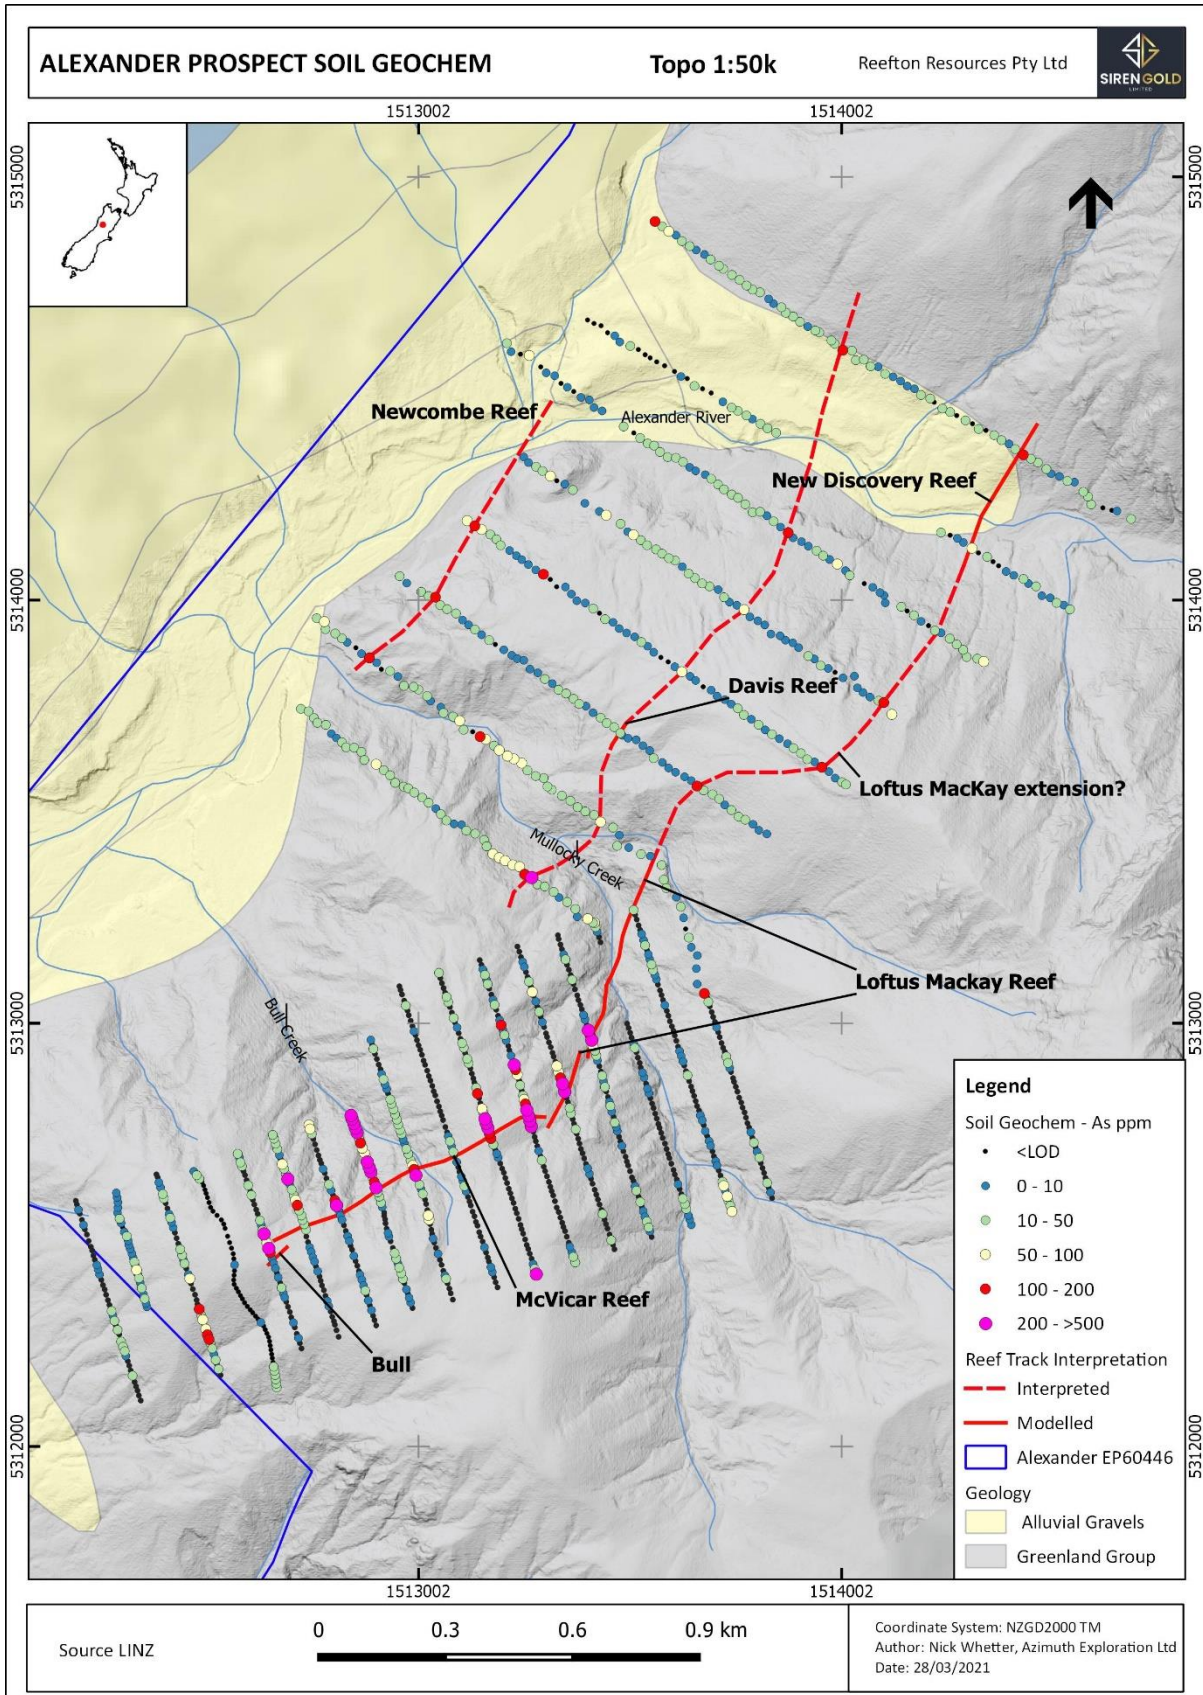 ALEXANDER PROSPECT SOIL GEOCHEM
Topo 1:50k
Reefton Resources Pty Ltd
SG
SIREN GOLD
LIMITED
1513002
1514002
5315000
5315000
Newcombe Reef
Alexander River
New Discovery Reef
5314000
5314000
Davis Reef
Loftus MacKay extension?
Mullocky Creek
Loftus Mackay Reef
5313000
5313000
Bull Creek
McVicar Reef
Bull
5312000
5312000
1513002
1514002
Legend
Soil Geochem - As ppm
<LOD
0 - 10
10 - 50
50 - 100
100 - 200
200 - >500
Reef Track Interpretation
Interpreted
Modelled
Alexander EP60446
Geology
Alluvial Gravels
Greenland Group
Source LINZ
0 0.3 0.6 0.9 km
Coordinate System: NZGD2000 TM
Author: Nick Whetter, Azimuth Exploration Ltd
Date: 28/03/2021